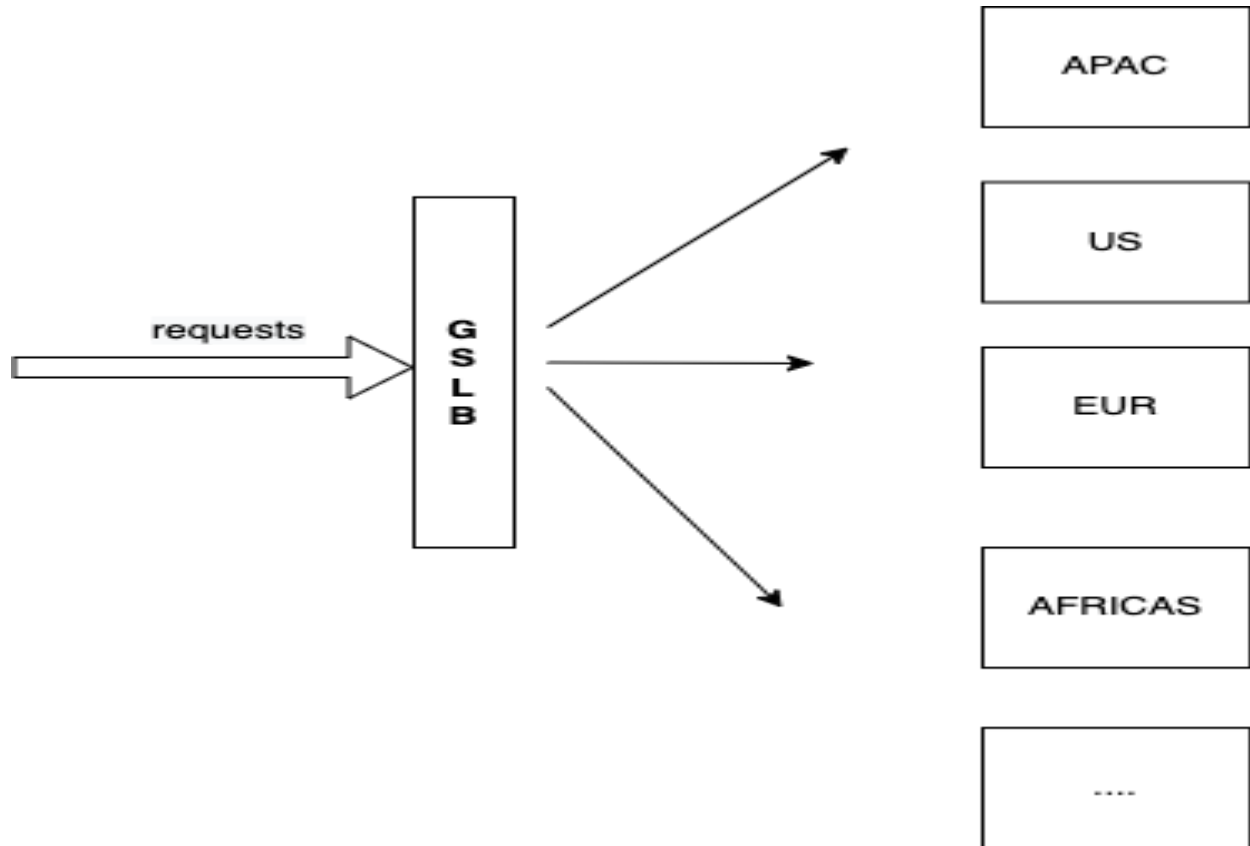 APAC
US
requests
G
S
L
B
EUR
AFRICAS
----